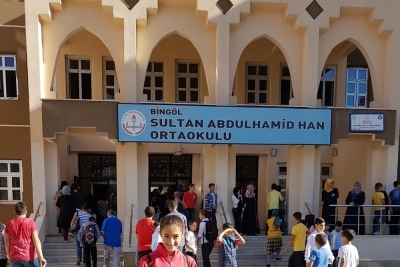 BİNGÖL
SULTAN ABDULHAMİD HAN
ORTAOKULU